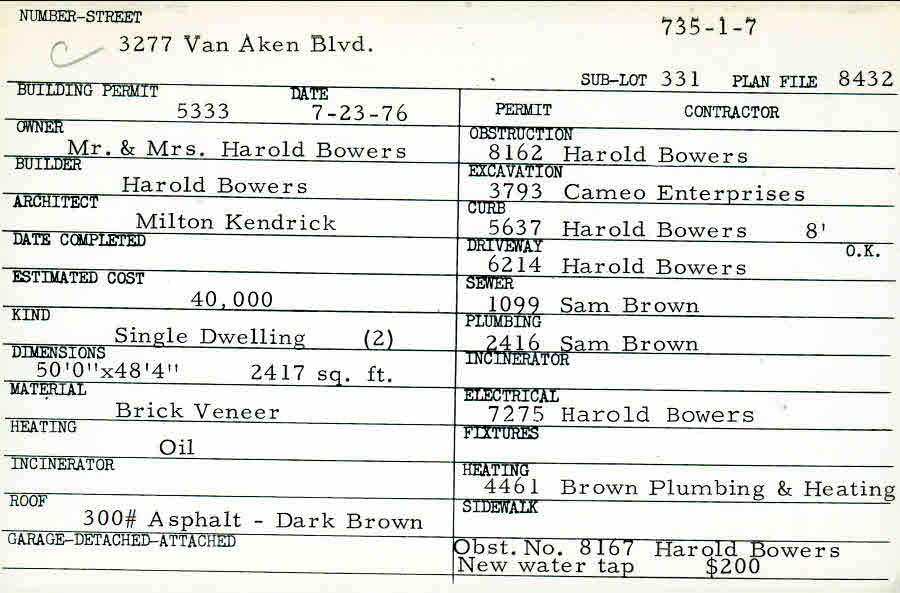 NUMBER-STREET
735-1-7
3277 Van Aken Blvd.
SUB-LOT 331 PLAN FILE 8432
BUILDING PERMIT DATE
5333 7-23-76
OWNER
Mr. & Mrs. Harold Bowers
BUILDER
Harold Bowers
ARCHITECT
Milton Kendrick
DATE COMPLETED
ESTIMATED COST
40,000
KIND
Single Dwelling (2)
DIMENSIONS
50'0"x48'4" 2417 sq. ft.
MATERIAL
Brick Veneer
HEATING
Oil
INCINERATOR
ROOF
300# Asphalt - Dark Brown
GARAGE-DETACHED-ATTACHED
PERMIT CONTRACTOR
OBSTRUCTION
8162 Harold Bowers
EXCAVATION
3793 Cameo Enterprises
CURB
5637 Harold Bowers 8'
DRIVEWAY O.K.
6214 Harold Bowers
SEWER
1099 Sam Brown
PLUMBING
2416 Sam Brown
INCINERATOR
ELECTRICAL
7275 Harold Bowers
FIXTURES
HEATING
4461 Brown Plumbing & Heating
SIDEWALK
Obst. No. 8167 Harold Bowers
New water tap $200